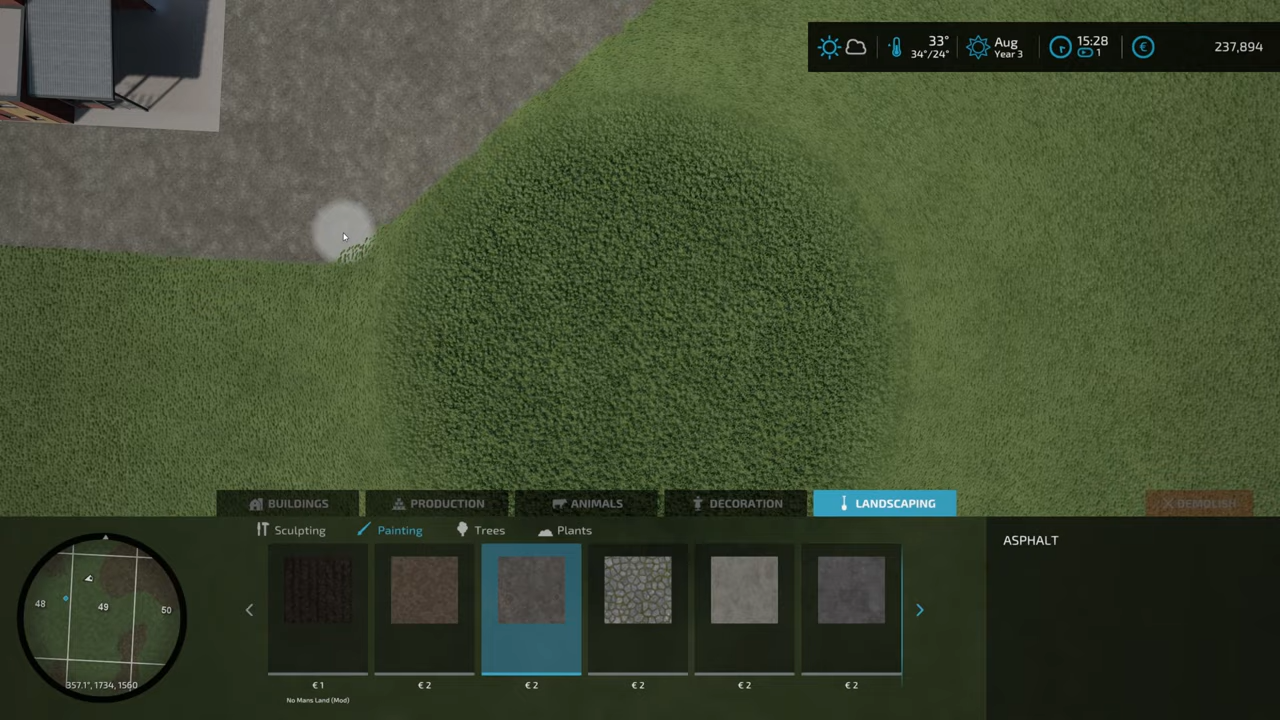 33° Aug 15:28 € 237,894
34°/24° Year 3 1
BUILDINGS PRODUCTION ANIMALS DECORATION LANDSCAPING DEMOLISH
Sculpting Painting Trees Plants
ASPHALT
48 49 50
357.1°, 1734, 1560
€ 1 € 2 € 2 € 2 € 2 € 2
No Mans Land (Mod)